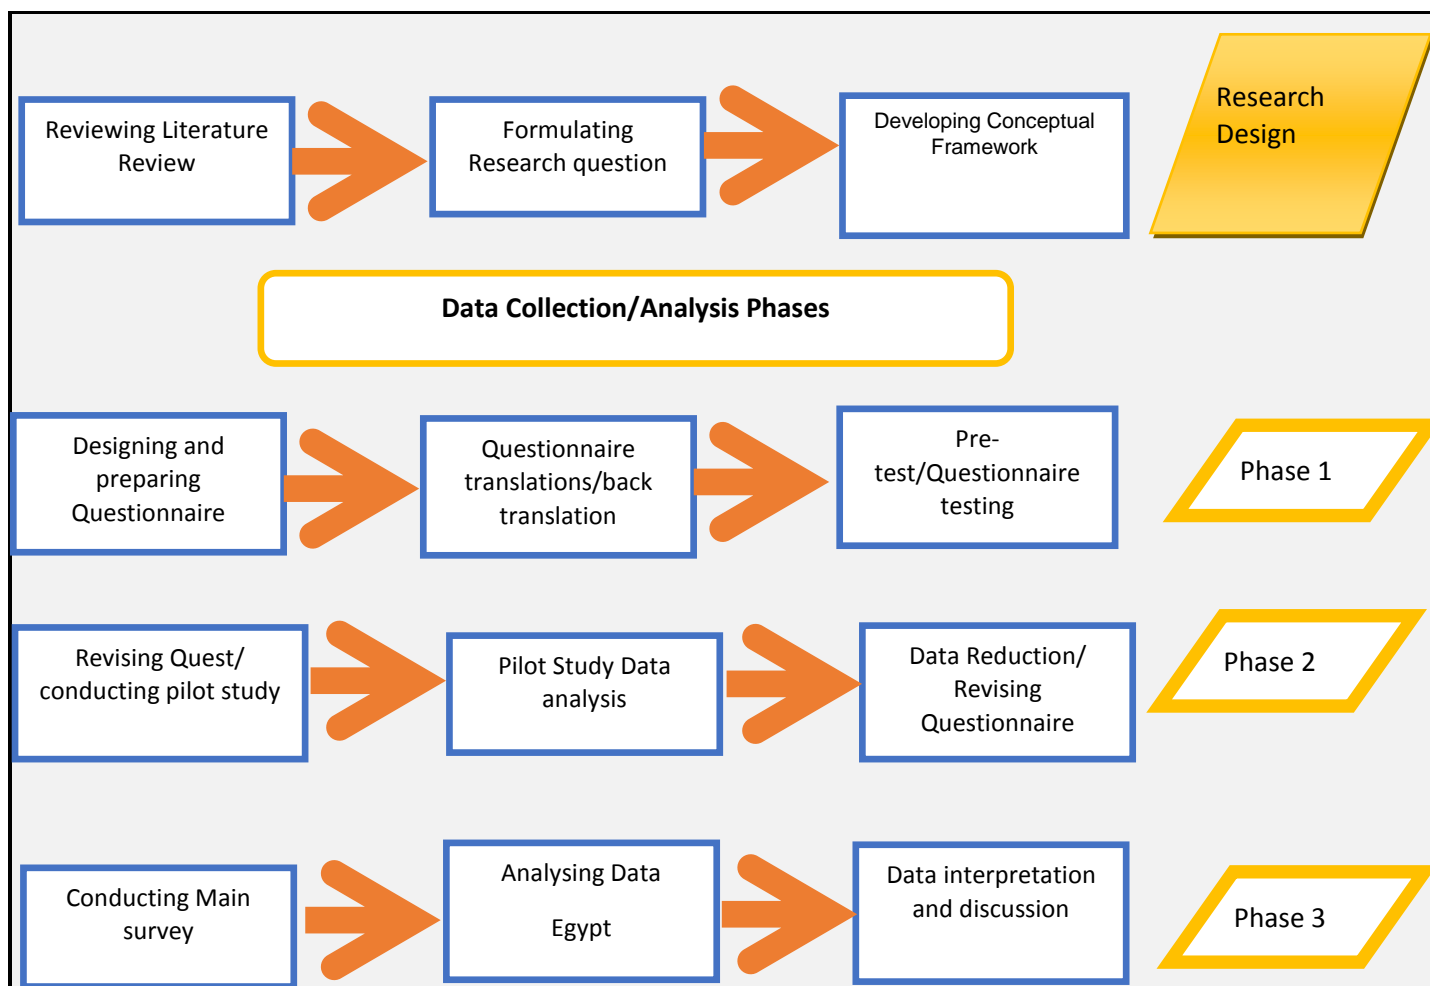 Reviewing Literature
Review
Formulating
Research question
Developing Conceptual
Framework
Research
Design
Data Collection/Analysis Phases
Designing and
preparing
Questionnaire
Questionnaire
translations/back
translation
Pre-
test/Questionnaire
testing
Phase 1
Revising Quest/
conducting pilot study
Pilot Study Data
analysis
Data Reduction/
Revising
Questionnaire
Phase 2
Conducting Main
survey
Analysing Data
Egypt
Data interpretation
and discussion
Phase 3